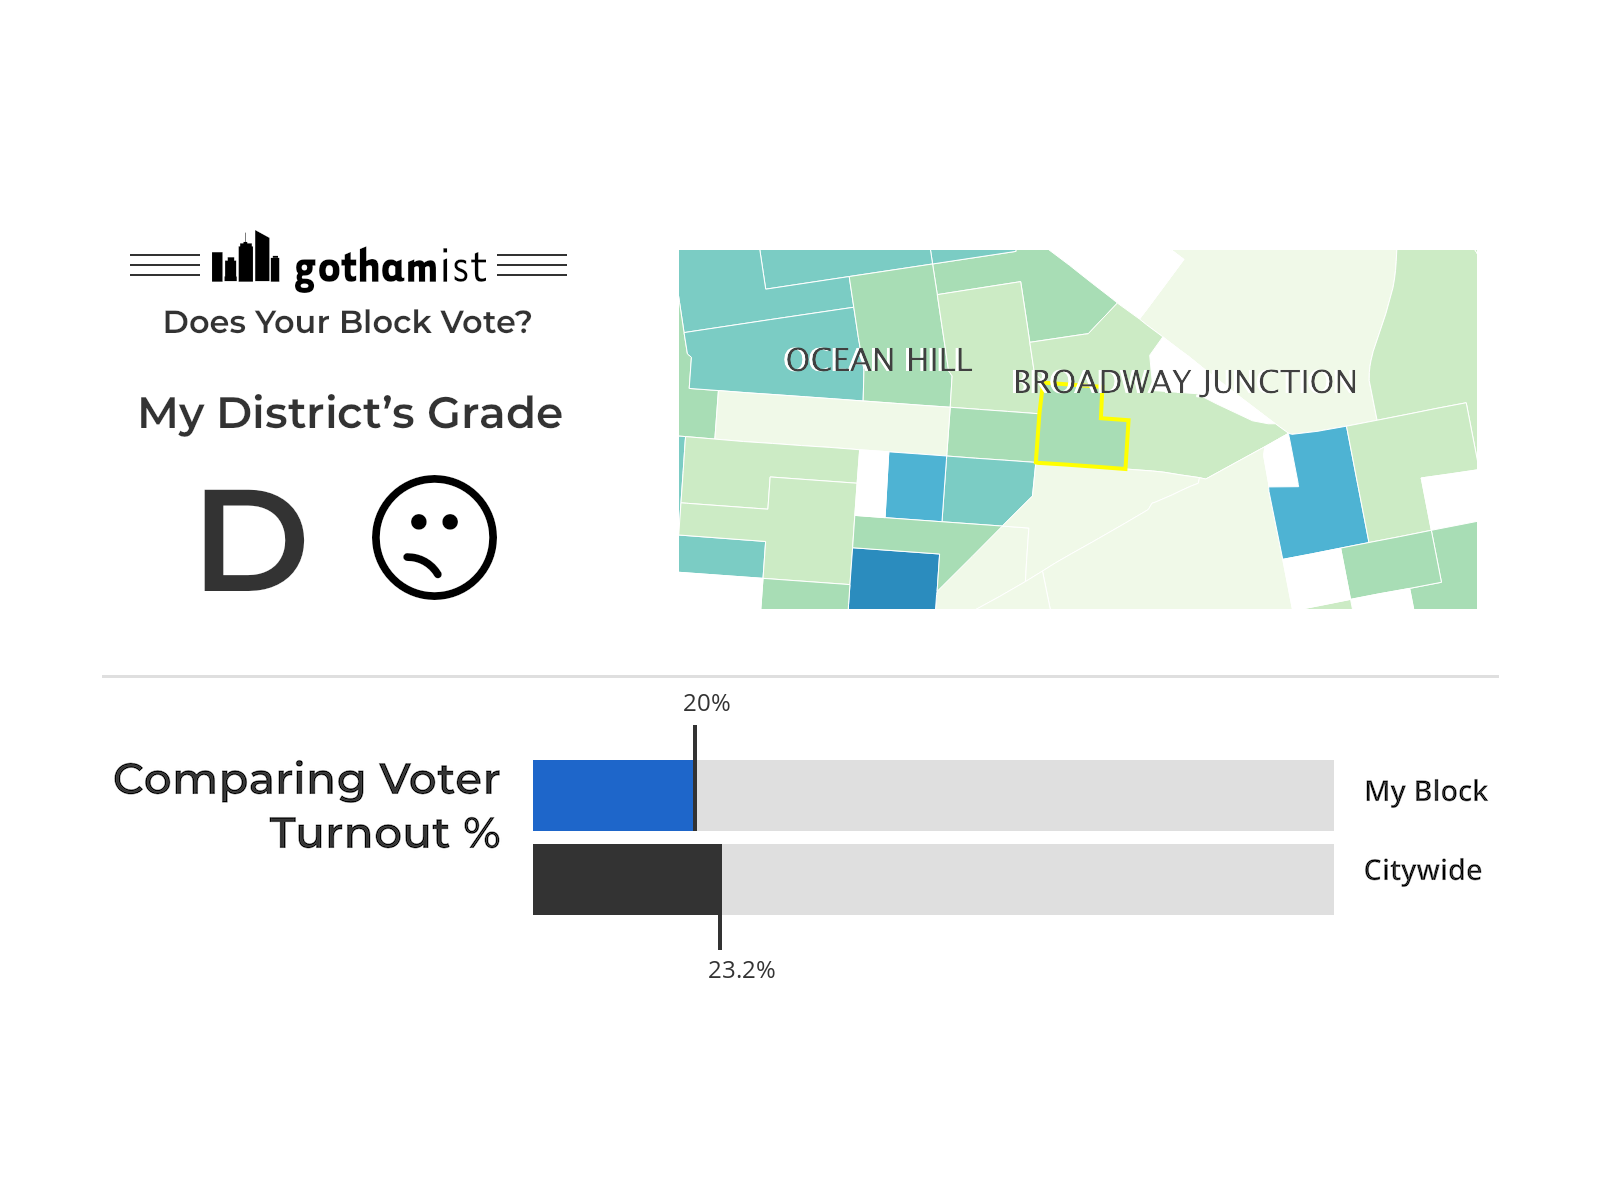 gothamist
Does Your Block Vote?
My District's Grade
D
OCEAN HILL
BROADWAY JUNCTION
20%
Comparing Voter
Turnout %
My Block
Citywide
23.2%